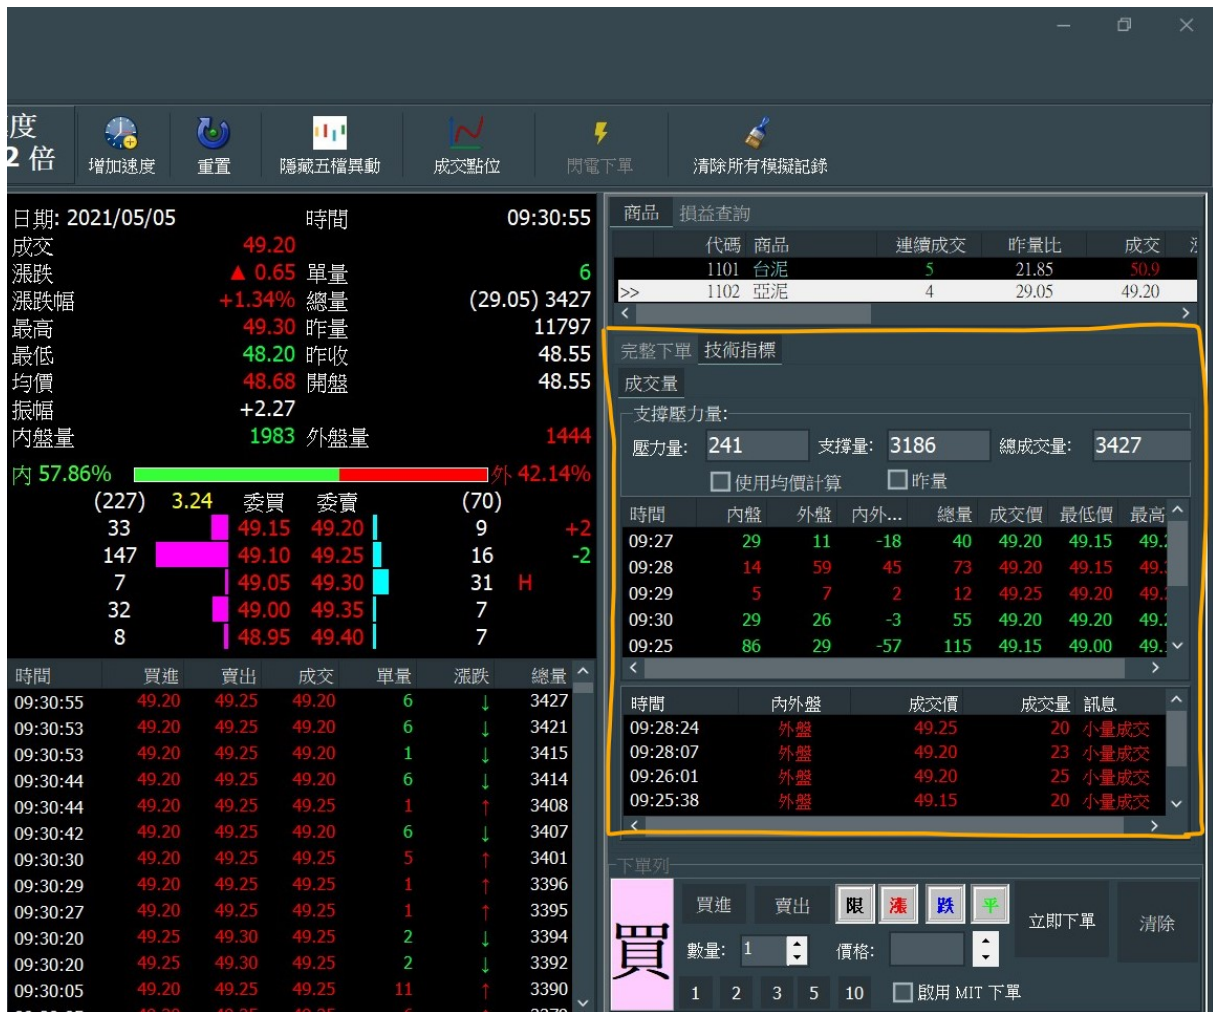 度
2 倍
增加速度
重置
隱藏五檔異動
成交點位
閃電下單
清除所有模擬記錄
日期: 2021/05/05 時間 09:30:55
成交 49.20
漲跌 ▲ 0.65 單量 6
漲跌幅 +1.34% 總量 (29.05) 3427
最高 49.30 昨量 11797
最低 48.20 昨收 48.55
均價 48.68 開盤 48.55
振幅 +2.27
內盤量 1983 外盤量 1444
內 57.86% 外 42.14%
(227) 3.24 委買 委賣 (70)
33 49.15 49.20 9 +2
147 49.10 49.25 16 -2
7 49.05 49.30 31 H
32 49.00 49.35 7
8 48.95 49.40 7
時間 買進 賣出 成交 單量 漲跌 總量
09:30:55 49.20 49.25 49.20 6 ↓ 3427
09:30:53 49.20 49.25 49.20 6 ↓ 3421
09:30:53 49.20 49.25 49.20 1 ↓ 3415
09:30:44 49.20 49.25 49.20 6 ↓ 3414
09:30:44 49.20 49.25 49.25 1 ↑ 3408
09:30:42 49.20 49.25 49.20 6 ↓ 3407
09:30:30 49.20 49.25 49.25 5 ↑ 3401
09:30:29 49.20 49.25 49.25 1 ↑ 3396
09:30:27 49.20 49.25 49.25 1 ↑ 3395
09:30:20 49.25 49.30 49.25 2 ↓ 3394
09:30:20 49.25 49.30 49.25 2 ↓ 3392
09:30:05 49.20 49.25 49.25 11 ↑ 3390
商品 損益查詢
代碼 商品 連續成交 昨量比 成交
1101 台泥 5 21.85 50.9
>> 1102 亞泥 4 29.05 49.20
完整下單 技術指標
成交量
支撐壓力量:
壓力量: 241 支撐量: 3186 總成交量: 3427
使用均價計算 昨量
時間 內盤 外盤 內外... 總量 成交價 最低價 最高
09:27 29 11 -18 40 49.20 49.15 49.
09:28 14 59 45 73 49.20 49.15 49.
09:29 5 7 2 12 49.25 49.20 49.
09:30 29 26 -3 55 49.20 49.20 49.
09:25 86 29 -57 115 49.15 49.00 49.
時間 內外盤 成交價 成交量 訊息
09:28:24 外盤 49.25 20 小量成交
09:28:07 外盤 49.20 23 小量成交
09:26:01 外盤 49.20 25 小量成交
09:25:38 外盤 49.15 20 小量成交
下單列
買
買進 賣出 限 漲 跌 平
立即下單
清除
數量: 1 價格:
1 2 3 5 10 啟用 MIT 下單